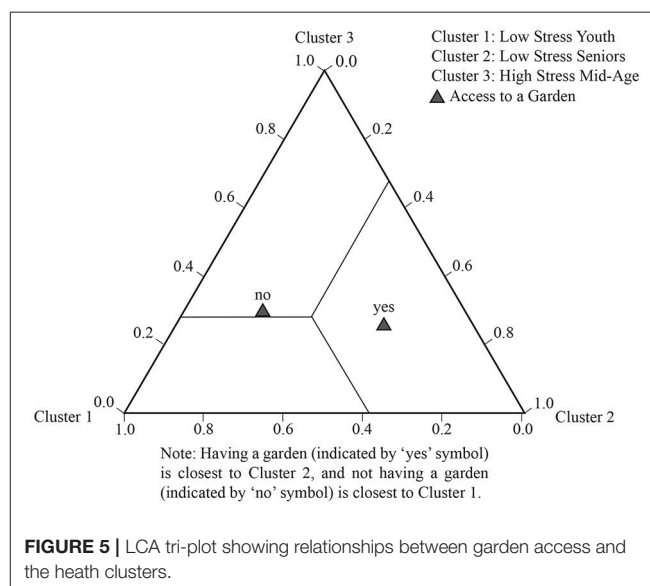 Cluster 3
1.0 0.0
Cluster 1: Low Stress Youth
Cluster 2: Low Stress Seniors
Cluster 3: High Stress Mid-Age
Access to a Garden
0.8
0.2
0.6
0.4
0.4
0.6
no
yes
0.2
0.8
0.0
1.0
Cluster 1
Cluster 2
1.0 0.8 0.6 0.4 0.2 0.0
Note: Having a garden (indicated by ‘yes’ symbol)
is closest to Cluster 2, and not having a garden
(indicated by ‘no’ symbol) is closest to Cluster 1.
FIGURE 5 | LCA tri-plot showing relationships between garden access and
the heath clusters.